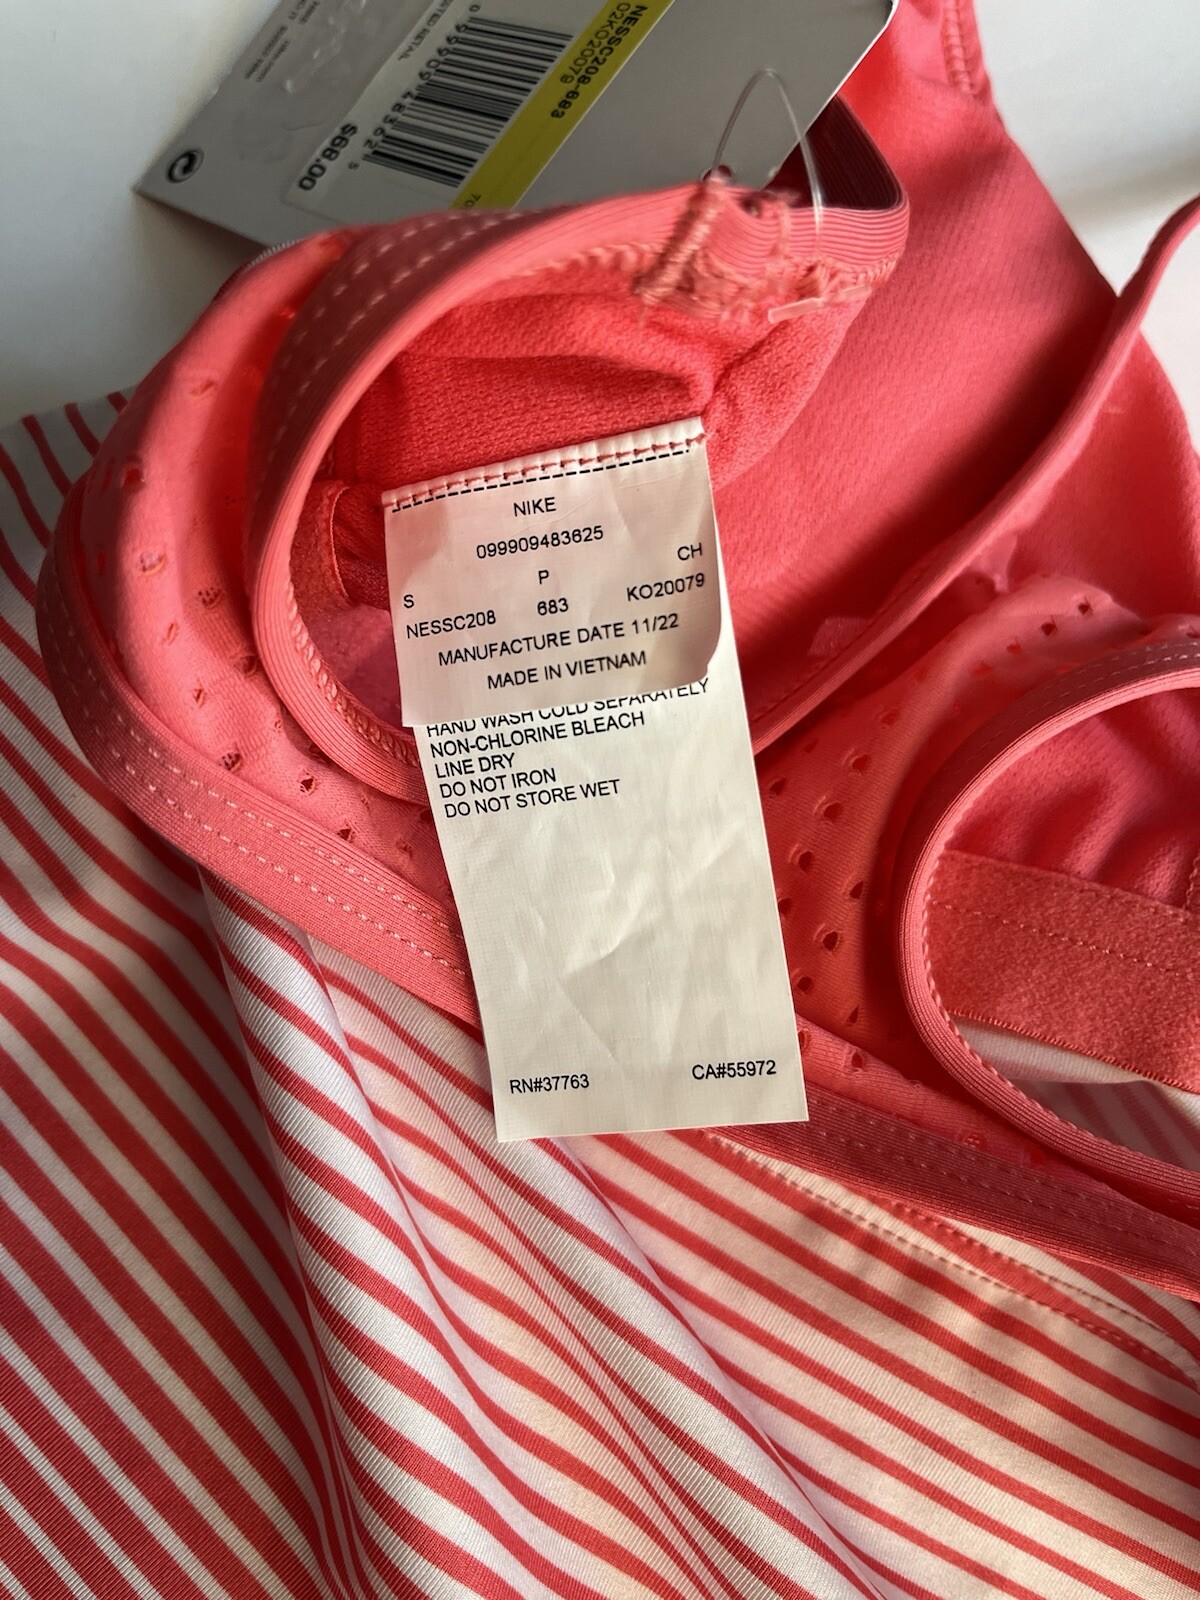 NESSC208-683
02KO20079
$68.00
NIKE
099909483625
S P CH
NESSC208 683 KO20079
MANUFACTURE DATE 11/22
MADE IN VIETNAM
HAND WASH COLD SEPARATELY
NON-CHLORINE BLEACH
LINE DRY
DO NOT IRON
DO NOT STORE WET
RN#37763 CA#55972